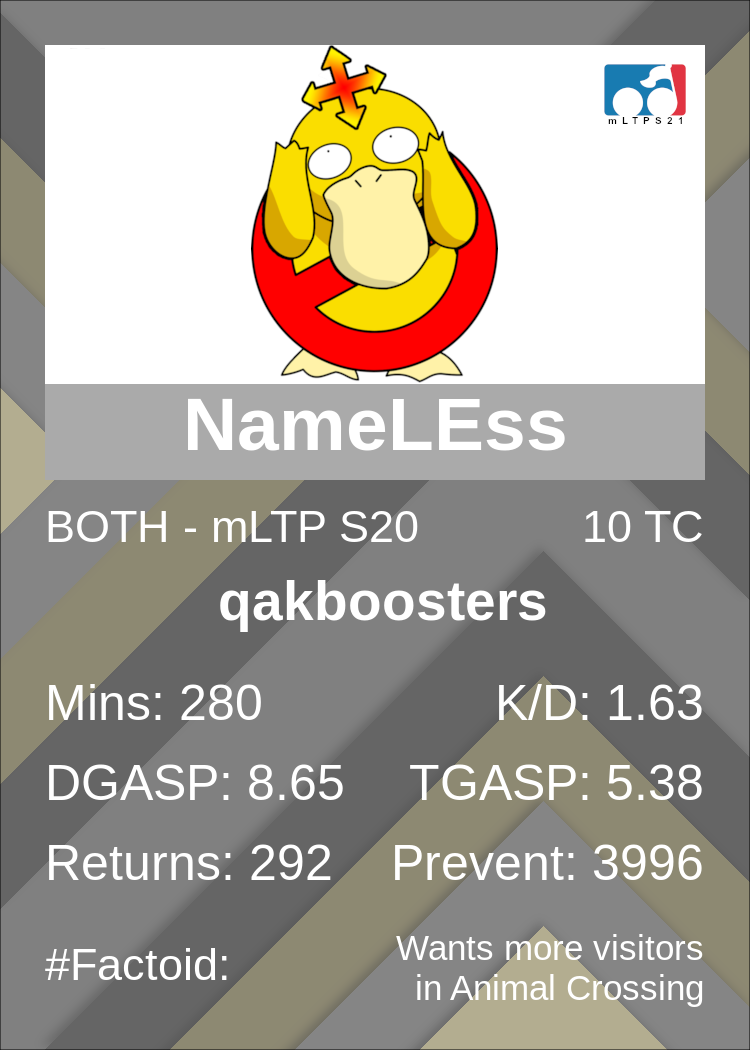 mLTPS21
NameLEss
BOTH - mLTP S20 10 TC
qakboosters
Mins: 280 K/D: 1.63
DGASP: 8.65 TGASP: 5.38
Returns: 292 Prevent: 3996
#Factoid: Wants more visitors
in Animal Crossing